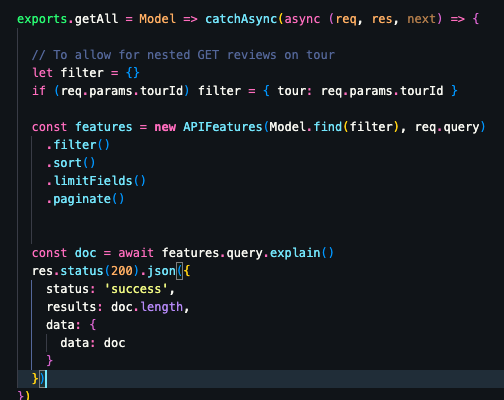 exports.getAll = Model => catchAsync(async (req, res, next) => {
// To allow for nested GET reviews on tour
let filter = {}
if (req.params.tourId) filter = { tour: req.params.tourId }
const features = new APIFeatures(Model.find(filter), req.query)
.filter()
.sort()
.limitFields()
.paginate()
const doc = await features.query.explain()
res.status(200).json({
status: 'success',
results: doc.length,
data: {
data: doc
}
})
})